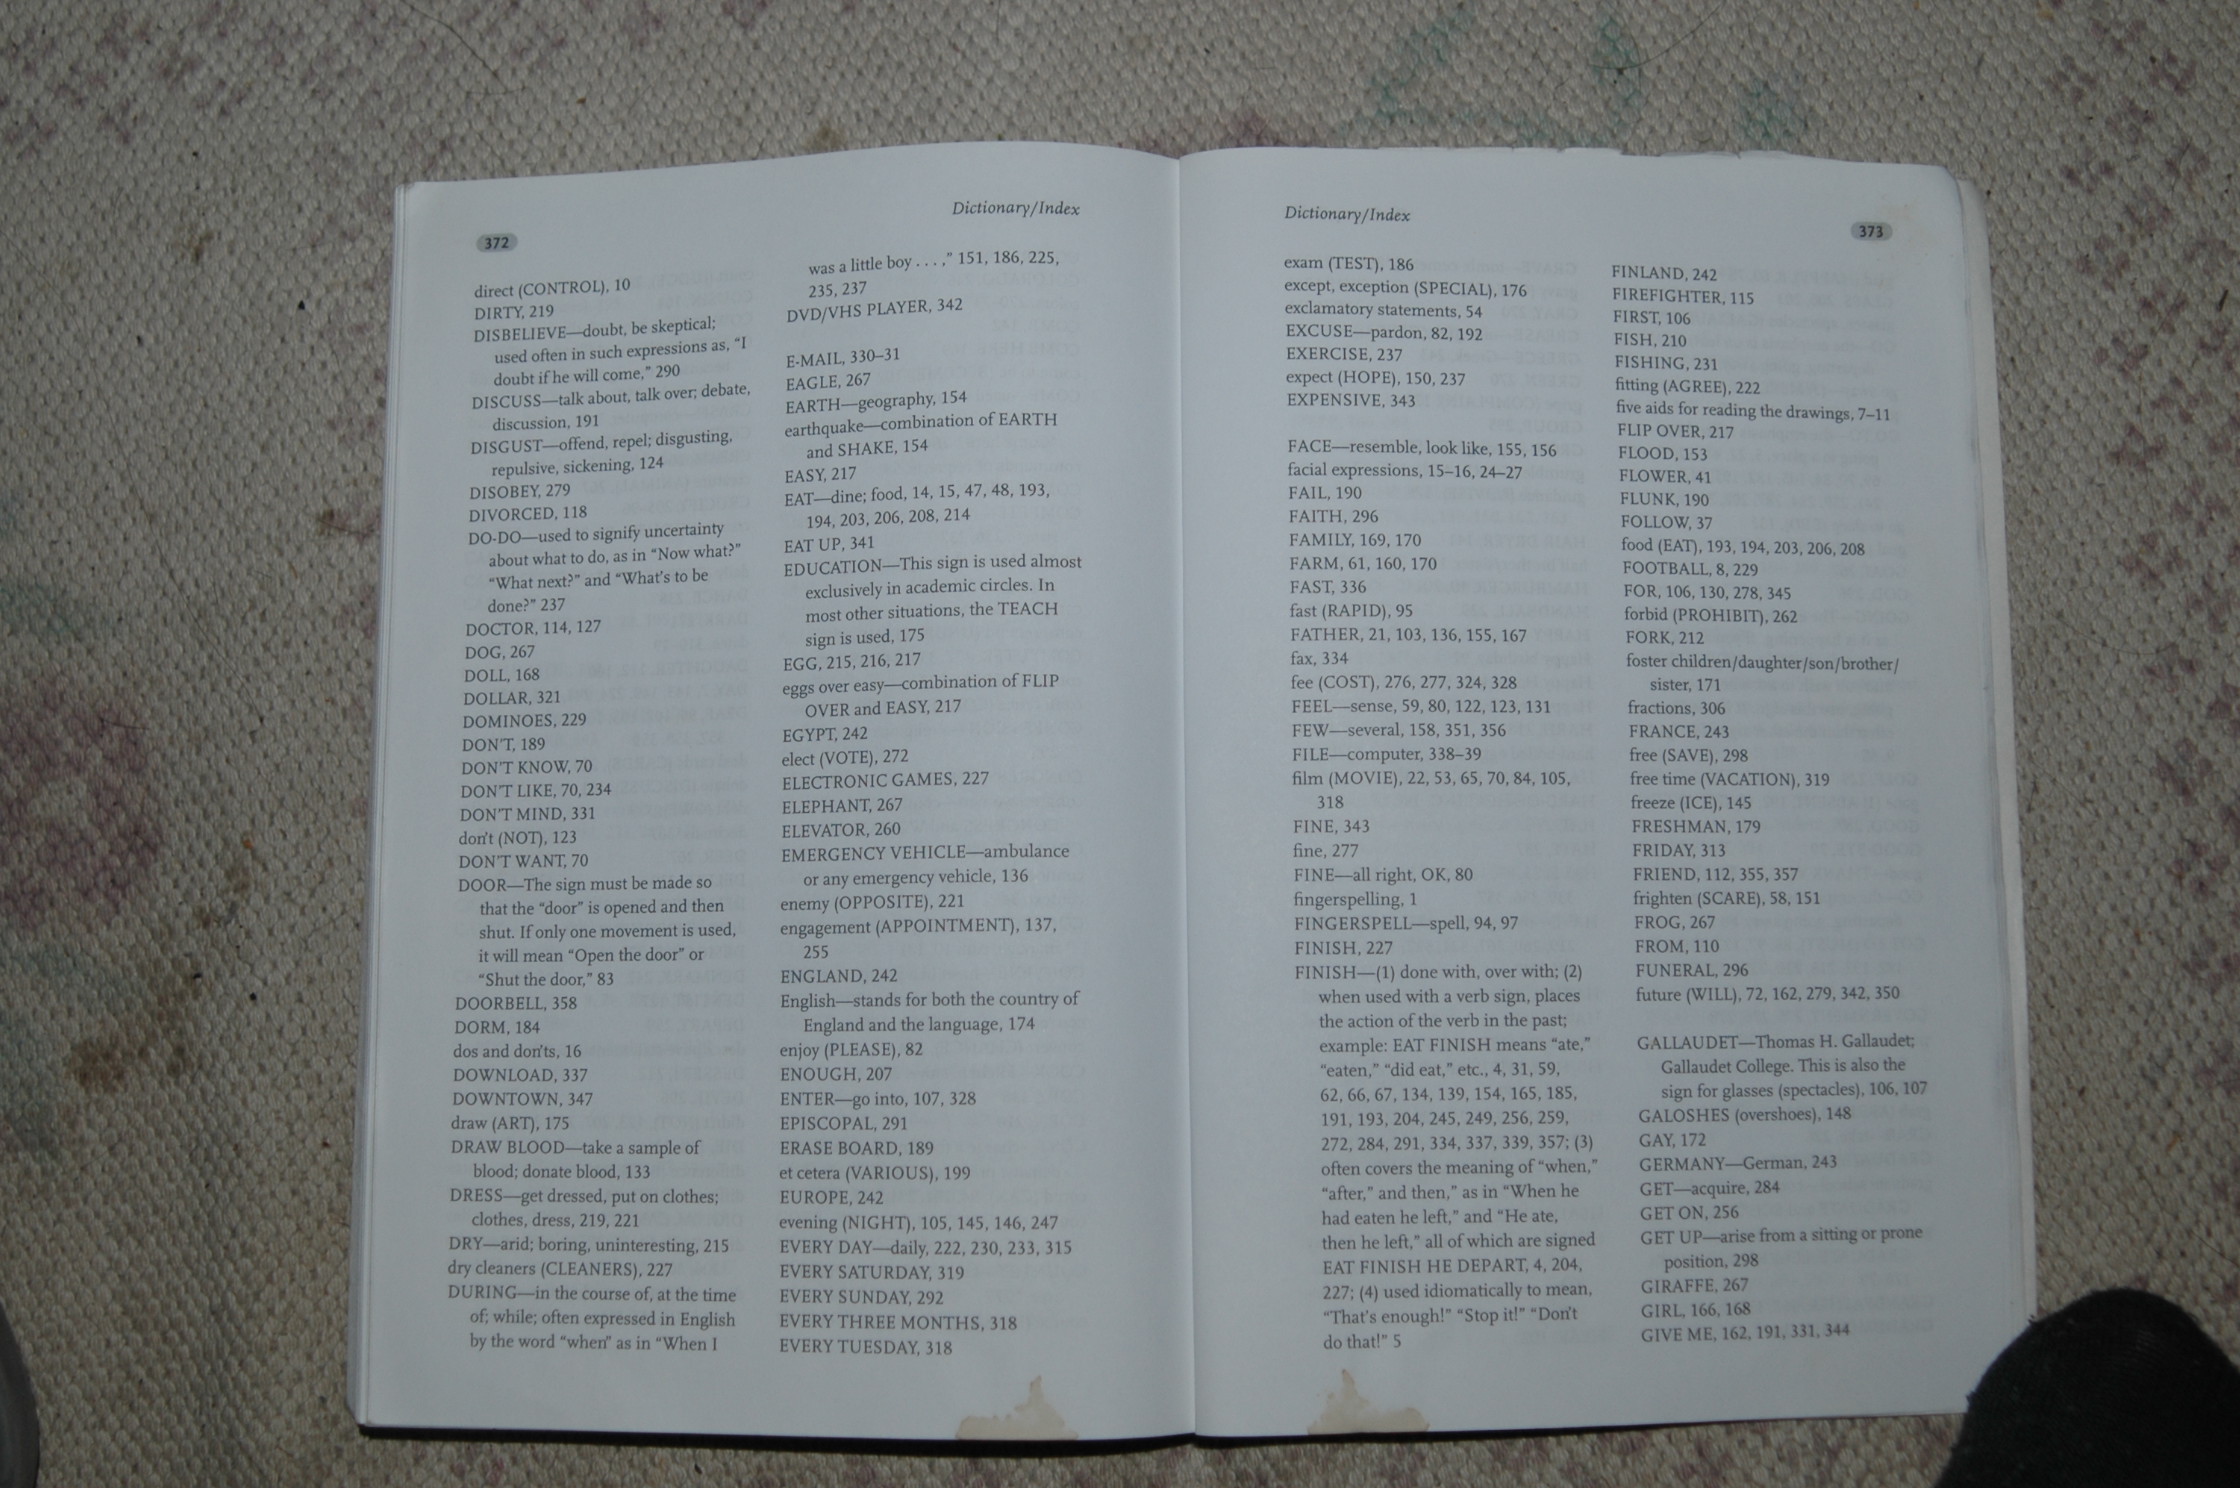 Dictionary/Index
372
direct (CONTROL), 10
DIRTY, 219
DISBELIEVE—doubt, be skeptical;
used often in such expressions as, “I
doubt if he will come,” 290
DISCUSS—talk about, talk over; debate,
discussion, 191
DISGUST—offend, repel; disgusting,
repulsive, sickening, 124
DISOBEY, 279
DIVORCED, 118
DO-DO—used to signify uncertainty
about what to do, as in “Now what?”
“What next?” and “What’s to be
done?” 237
DOCTOR, 114, 127
DOG, 267
DOLL, 168
DOLLAR, 321
DOMINOES, 229
DON’T, 189
DON’T KNOW, 70
DON’T LIKE, 70, 234
DON’T MIND, 331
don’t (NOT), 123
DON’T WANT, 70
DOOR—The sign must be made so
that the “door” is opened and then
shut. If only one movement is used,
it will mean “Open the door” or
“Shut the door,” 83
DOORBELL, 358
DORM, 184
dos and don’ts, 16
DOWNLOAD, 337
DOWNTOWN, 347
draw (ART), 175
DRAW BLOOD—take a sample of
blood; donate blood, 133
DRESS—get dressed, put on clothes;
clothes, dress, 219, 221
DRY—arid; boring, uninteresting, 215
dry cleaners (CLEANERS), 227
DURING—in the course of, at the time
of; while; often expressed in English
by the word “when” as in “When I
was a little boy . . . ,” 151, 186, 225,
235, 237
DVD/VHS PLAYER, 342
E-MAIL, 330–31
EAGLE, 267
EARTH—geography, 154
earthquake—combination of EARTH
and SHAKE, 154
EASY, 217
EAT—dine; food, 14, 15, 47, 48, 193,
194, 203, 206, 208, 214
EAT UP, 341
EDUCATION—This sign is used almost
exclusively in academic circles. In
most other situations, the TEACH
sign is used, 175
EGG, 215, 216, 217
eggs over easy—combination of FLIP
OVER and EASY, 217
EGYPT, 242
elect (VOTE), 272
ELECTRONIC GAMES, 227
ELEPHANT, 267
ELEVATOR, 260
EMERGENCY VEHICLE—ambulance
or any emergency vehicle, 136
enemy (OPPOSITE), 221
engagement (APPOINTMENT), 137,
255
ENGLAND, 242
English—stands for both the country of
England and the language, 174
enjoy (PLEASE), 82
ENOUGH, 207
ENTER—go into, 107, 328
EPISCOPAL, 291
ERASE BOARD, 189
et cetera (VARIOUS), 199
EUROPE, 242
evening (NIGHT), 105, 145, 146, 247
EVERY DAY—daily, 222, 230, 233, 315
EVERY SATURDAY, 319
EVERY SUNDAY, 292
EVERY THREE MONTHS, 318
EVERY TUESDAY, 318
Dictionary/Index
373
exam (TEST), 186
except, exception (SPECIAL), 176
exclamatory statements, 54
EXCUSE—pardon, 82, 192
EXERCISE, 237
expect (HOPE), 150, 237
EXPENSIVE, 343
FACE—resemble, look like, 155, 156
facial expressions, 15–16, 24–27
FAIL, 190
FAITH, 296
FAMILY, 169, 170
FARM, 61, 160, 170
FAST, 336
fast (RAPID), 95
FATHER, 21, 103, 136, 155, 167
fax, 334
fee (COST), 276, 277, 324, 328
FEEL—sense, 59, 80, 122, 123, 131
FEW—several, 158, 351, 356
FILE—computer, 338–39
film (MOVIE), 22, 53, 65, 70, 84, 105,
318
FINE, 343
fine, 277
FINE—all right, OK, 80
fingerspelling, 1
FINGERSPELL—spell, 94, 97
FINISH, 227
FINISH—(1) done with, over with; (2)
when used with a verb sign, places
the action of the verb in the past;
example: EAT FINISH means “ate,”
“eaten,” “did eat,” etc., 4, 31, 59,
62, 66, 67, 134, 139, 154, 165, 185,
191, 193, 204, 245, 249, 256, 259,
272, 284, 291, 334, 337, 339, 357; (3)
often covers the meaning of “when,”
“after,” and then,” as in “When he
had eaten he left,” and “He ate,
then he left,” all of which are signed
EAT FINISH HE DEPART, 4, 204,
227; (4) used idiomatically to mean,
“That’s enough!” “Stop it!” “Don’t
do that!” 5
FINLAND, 242
FIREFIGHTER, 115
FIRST, 106
FISH, 210
FISHING, 231
fitting (AGREE), 222
five aids for reading the drawings, 7–11
FLIP OVER, 217
FLOOD, 153
FLOWER, 41
FLUNK, 190
FOLLOW, 37
food (EAT), 193, 194, 203, 206, 208
FOOTBALL, 8, 229
FOR, 106, 130, 278, 345
forbid (PROHIBIT), 262
FORK, 212
foster children/daughter/son/brother/
sister, 171
fractions, 306
FRANCE, 243
free (SAVE), 298
free time (VACATION), 319
freeze (ICE), 145
FRESHMAN, 179
FRIDAY, 313
FRIEND, 112, 355, 357
frighten (SCARE), 58, 151
FROG, 267
FROM, 110
FUNERAL, 296
future (WILL), 72, 162, 279, 342, 350
GALLAUDET—Thomas H. Gallaudet;
Gallaudet College. This is also the
sign for glasses (spectacles), 106, 107
GALOSHES (overshoes), 148
GAY, 172
GERMANY—German, 243
GET—acquire, 284
GET ON, 256
GET UP—arise from a sitting or prone
position, 298
GIRAFFE, 267
GIRL, 166, 168
GIVE ME, 162, 191, 331, 344